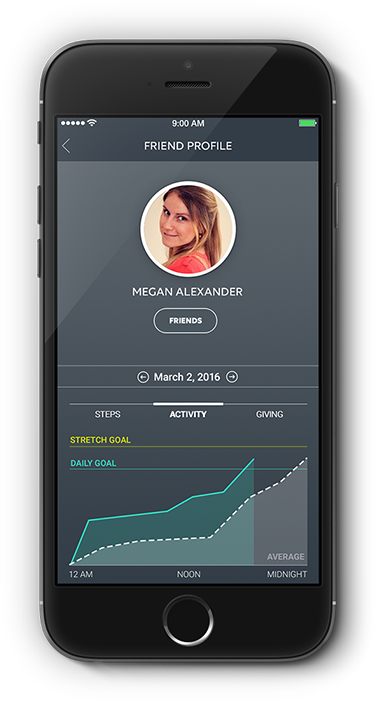 9:00 AM
FRIEND PROFILE
MEGAN ALEXANDER
FRIENDS
March 2, 2016
STEPS ACTIVITY GIVING
STRETCH GOAL
DAILY GOAL
AVERAGE
12 AM NOON MIDNIGHT